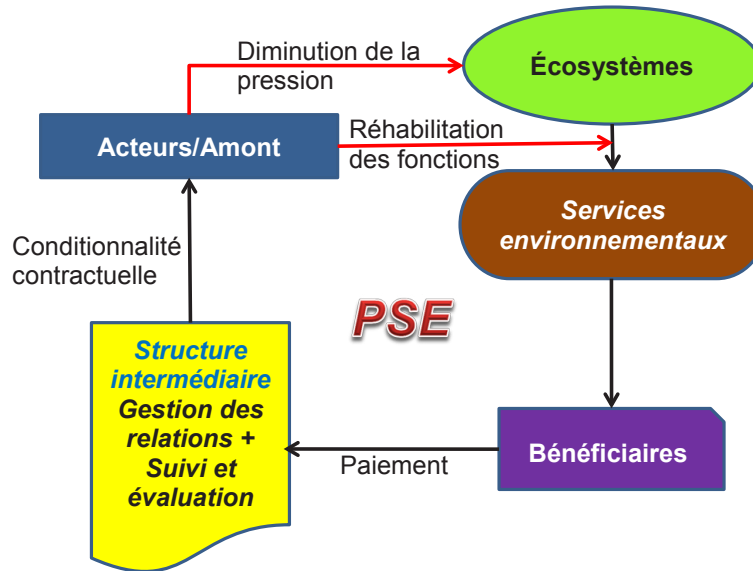 Diminution de la
pression
Écosystèmes
Acteurs/Amont
Réhabilitation
des fonctions
Services
environnementaux
Conditionnalité
contractuelle
PSE
Structure
intermédiaire
Gestion des
relations +
Suivi et
évaluation
Paiement
Bénéficiaires